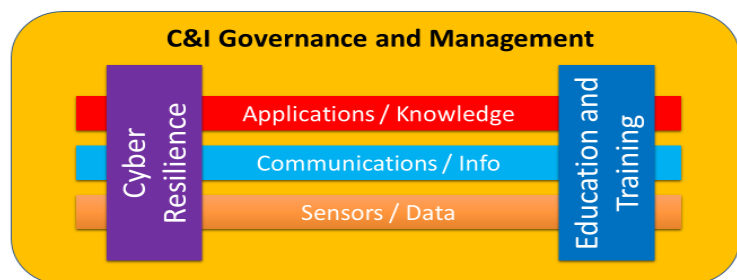 C&I Governance and Management
Cyber
Resilience
Applications / Knowledge
Communications / Info
Sensors / Data
Education and
Training